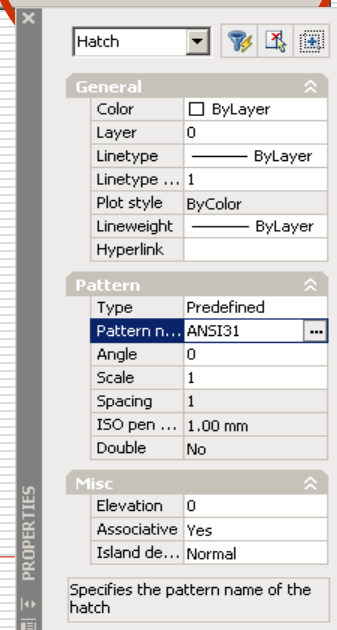 Hatch
General
Color ByLayer
Layer 0
Linetype ByLayer
Linetype ... 1
Plot style ByColor
Lineweight ByLayer
Hyperlink
Pattern
Type Predefined
Pattern n... ANSI31 ...
Angle 0
Scale 1
Spacing 1
ISO pen ... 1.00 mm
Double No
Misc
Elevation 0
Associative Yes
Island de... Normal
PROPERTIES
Specifies the pattern name of the
hatch